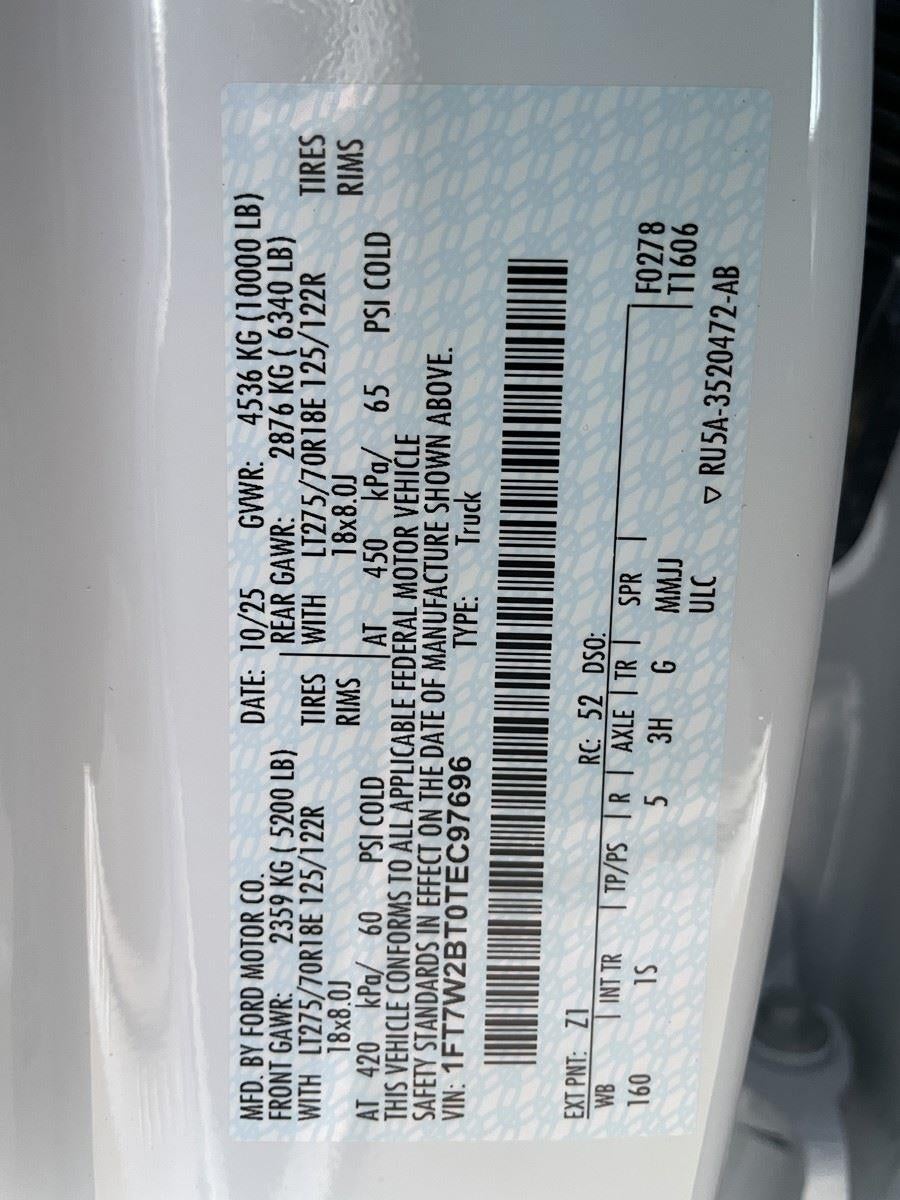 MFD. BY FORD MOTOR CO. DATE: 10/25 GVWR: 4536 KG (10000 LB)
FRONT GAWR: 2359 KG ( 5200 LB) REAR GAWR: 2876 KG ( 6340 LB)
WITH LT275/70R18E 125/122R TIRES WITH LT275/70R18E 125/122R TIRES
18x8.0J RIMS 18x8.0J RIMS
AT 420 kPa/ 60 PSI COLD AT 450 kPa/ 65 PSI COLD
THIS VEHICLE CONFORMS TO ALL APPLICABLE FEDERAL MOTOR VEHICLE
SAFETY STANDARDS IN EFFECT ON THE DATE OF MANUFACTURE SHOWN ABOVE.
VIN: 1FT7W2BT0TEC97696 TYPE: Truck
EXT PNT: Z1 RC: 52 DSO:
WB INT TR TP/PS R AXLE TR SPR F0278
160 1S 5 3H G MMJJ T1606
ULC ▽ RU5A-3520472-AB